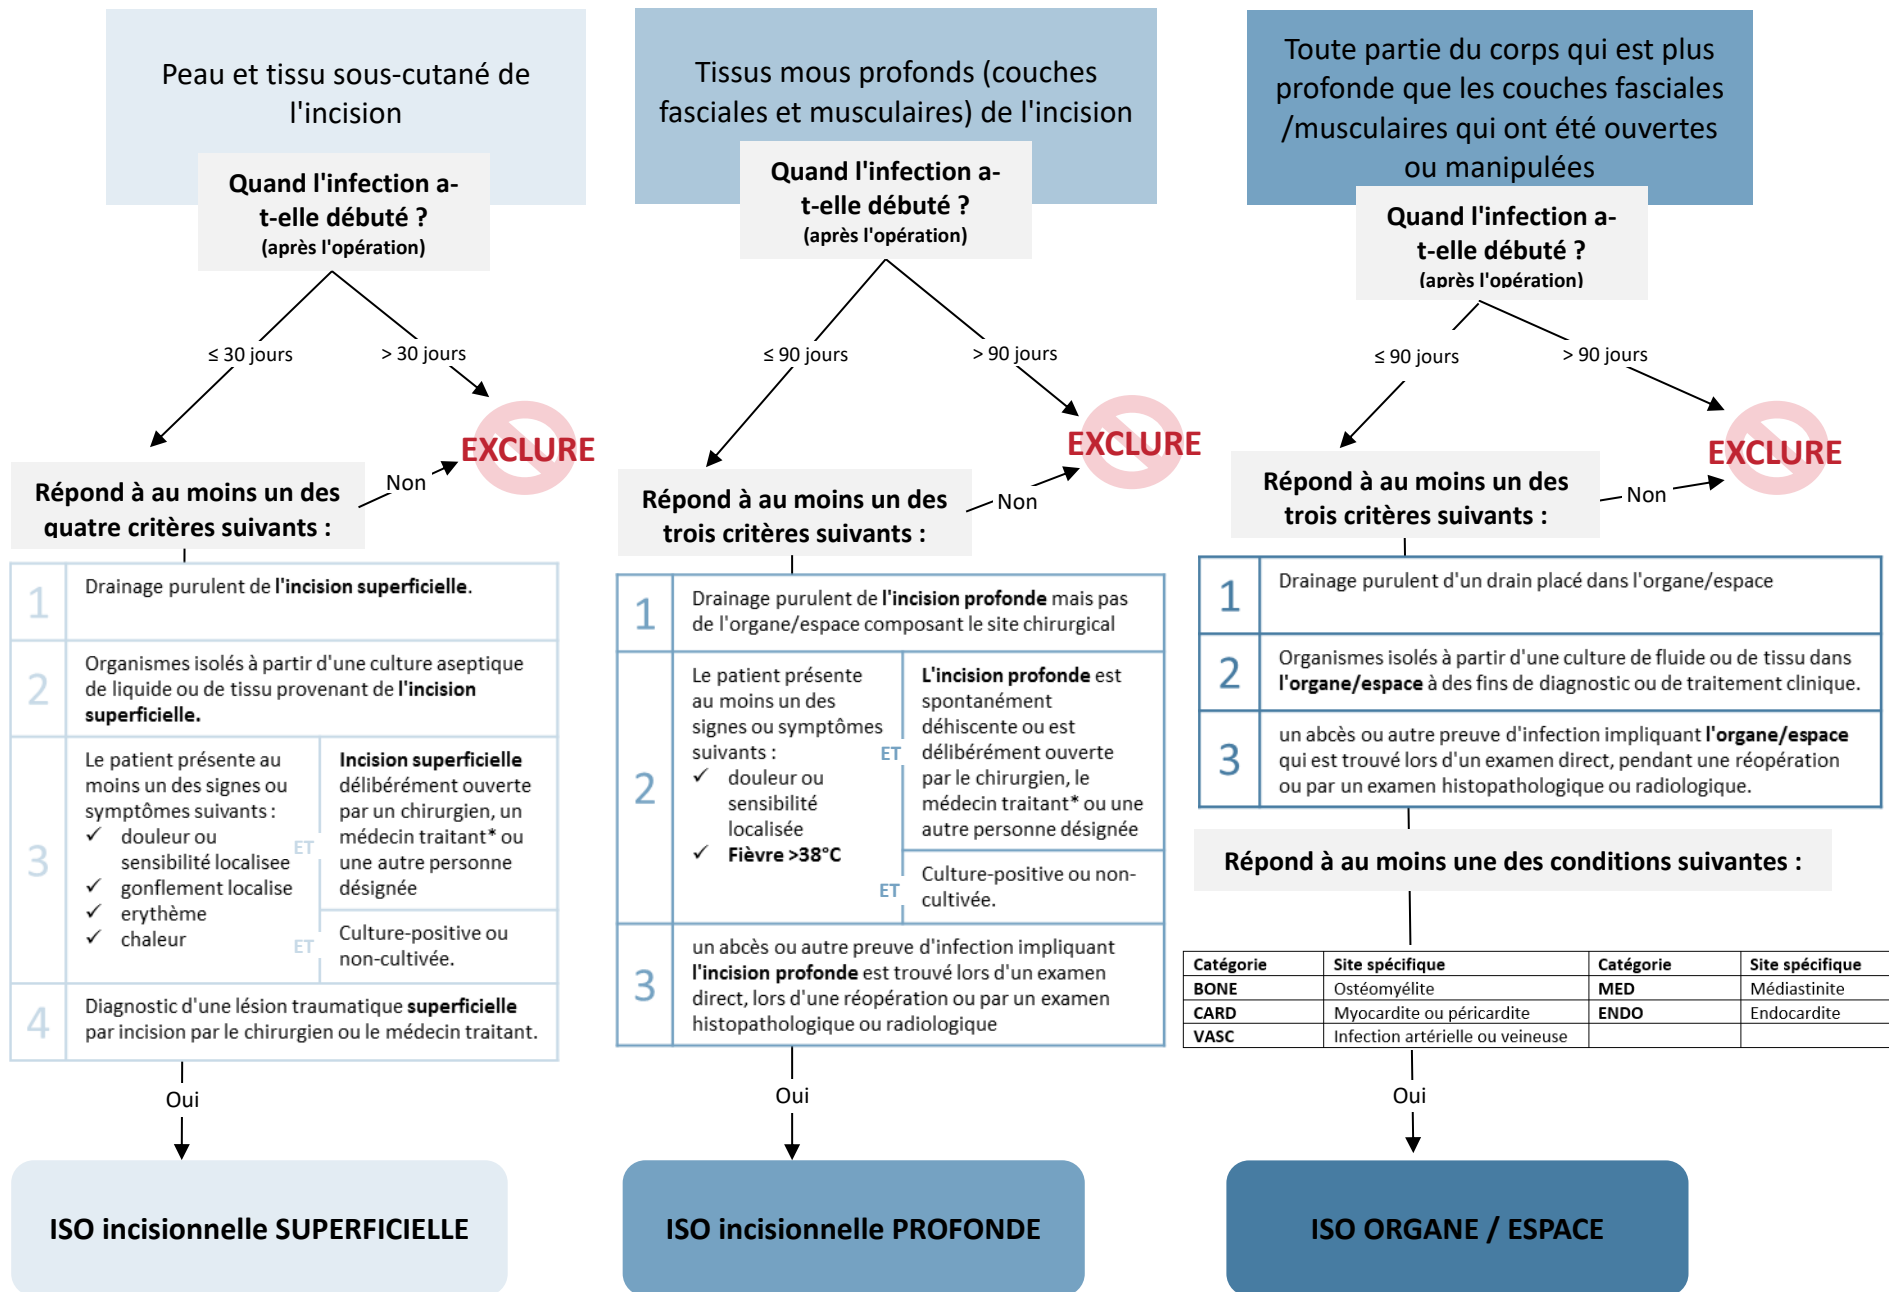 Peau et tissu sous-cutané de
l'incision
Quand l'infection a-
t-elle débuté ?
(après l'opération)
≤ 30 jours
> 30 jours
EXCLURE
Répond à au moins un des
quatre critères suivants :
Non
1
Drainage purulent de l'incision superficielle.
2
Organismes isolés à partir d'une culture aseptique
de liquide ou de tissu provenant de l'incision
superficielle.
3
Le patient présente au
moins un des signes ou
symptômes suivants :
✓ douleur ou
sensibilité localisee
✓ gonflement localise
✓ erythème
✓ chaleur
ET
Incision superficielle
délibérément ouverte
par un chirurgien, un
médecin traitant* ou
une autre personne
désignée
ET
Culture-positive ou
non-cultivée.
4
Diagnostic d'une lésion traumatique superficielle
par incision par le chirurgien ou le médecin traitant.
Oui
ISO incisionnelle SUPERFICIELLE
Tissus mous profonds (couches
fasciales et musculaires) de l'incision
Quand l'infection a-
t-elle débuté ?
(après l'opération)
≤ 90 jours
> 90 jours
EXCLURE
Répond à au moins un des
trois critères suivants :
Non
1
Drainage purulent de l'incision profonde mais pas
de l'organe/espace composant le site chirurgical
2
Le patient présente
au moins un des
signes ou symptômes
suivants :
✓ douleur ou
sensibilité
localisée
✓ Fièvre >38°C
ET
L'incision profonde est
spontanément
déhiscente ou est
délibérément ouverte
par le chirurgien, le
médecin traitant* ou une
autre personne désignée
ET
Culture-positive ou non-
cultivée.
3
un abcès ou autre preuve d'infection impliquant
l'incision profonde est trouvé lors d'un examen
direct, lors d'une réopération ou par un examen
histopathologique ou radiologique
Oui
ISO incisionnelle PROFONDE
Toute partie du corps qui est plus
profonde que les couches fasciales
/musculaires qui ont été ouvertes
ou manipulées
Quand l'infection a-
t-elle débuté ?
(après l'opération)
≤ 90 jours
> 90 jours
EXCLURE
Répond à au moins un des
trois critères suivants :
Non
1
Drainage purulent d'un drain placé dans l'organe/espace
2
Organismes isolés à partir d'une culture de fluide ou de tissu dans
l'organe/espace à des fins de diagnostic ou de traitement clinique.
3
un abcès ou autre preuve d'infection impliquant l'organe/espace
qui est trouvé lors d'un examen direct, pendant une réopération
ou par un examen histopathologique ou radiologique.
Répond à au moins une des conditions suivantes :
Catégorie Site spécifique Catégorie Site spécifique
BONE Ostéomyélite MED Médiastinite
CARD Myocardite ou péricardite ENDO Endocardite
VASC Infection artérielle ou veineuse
Oui
ISO ORGANE / ESPACE